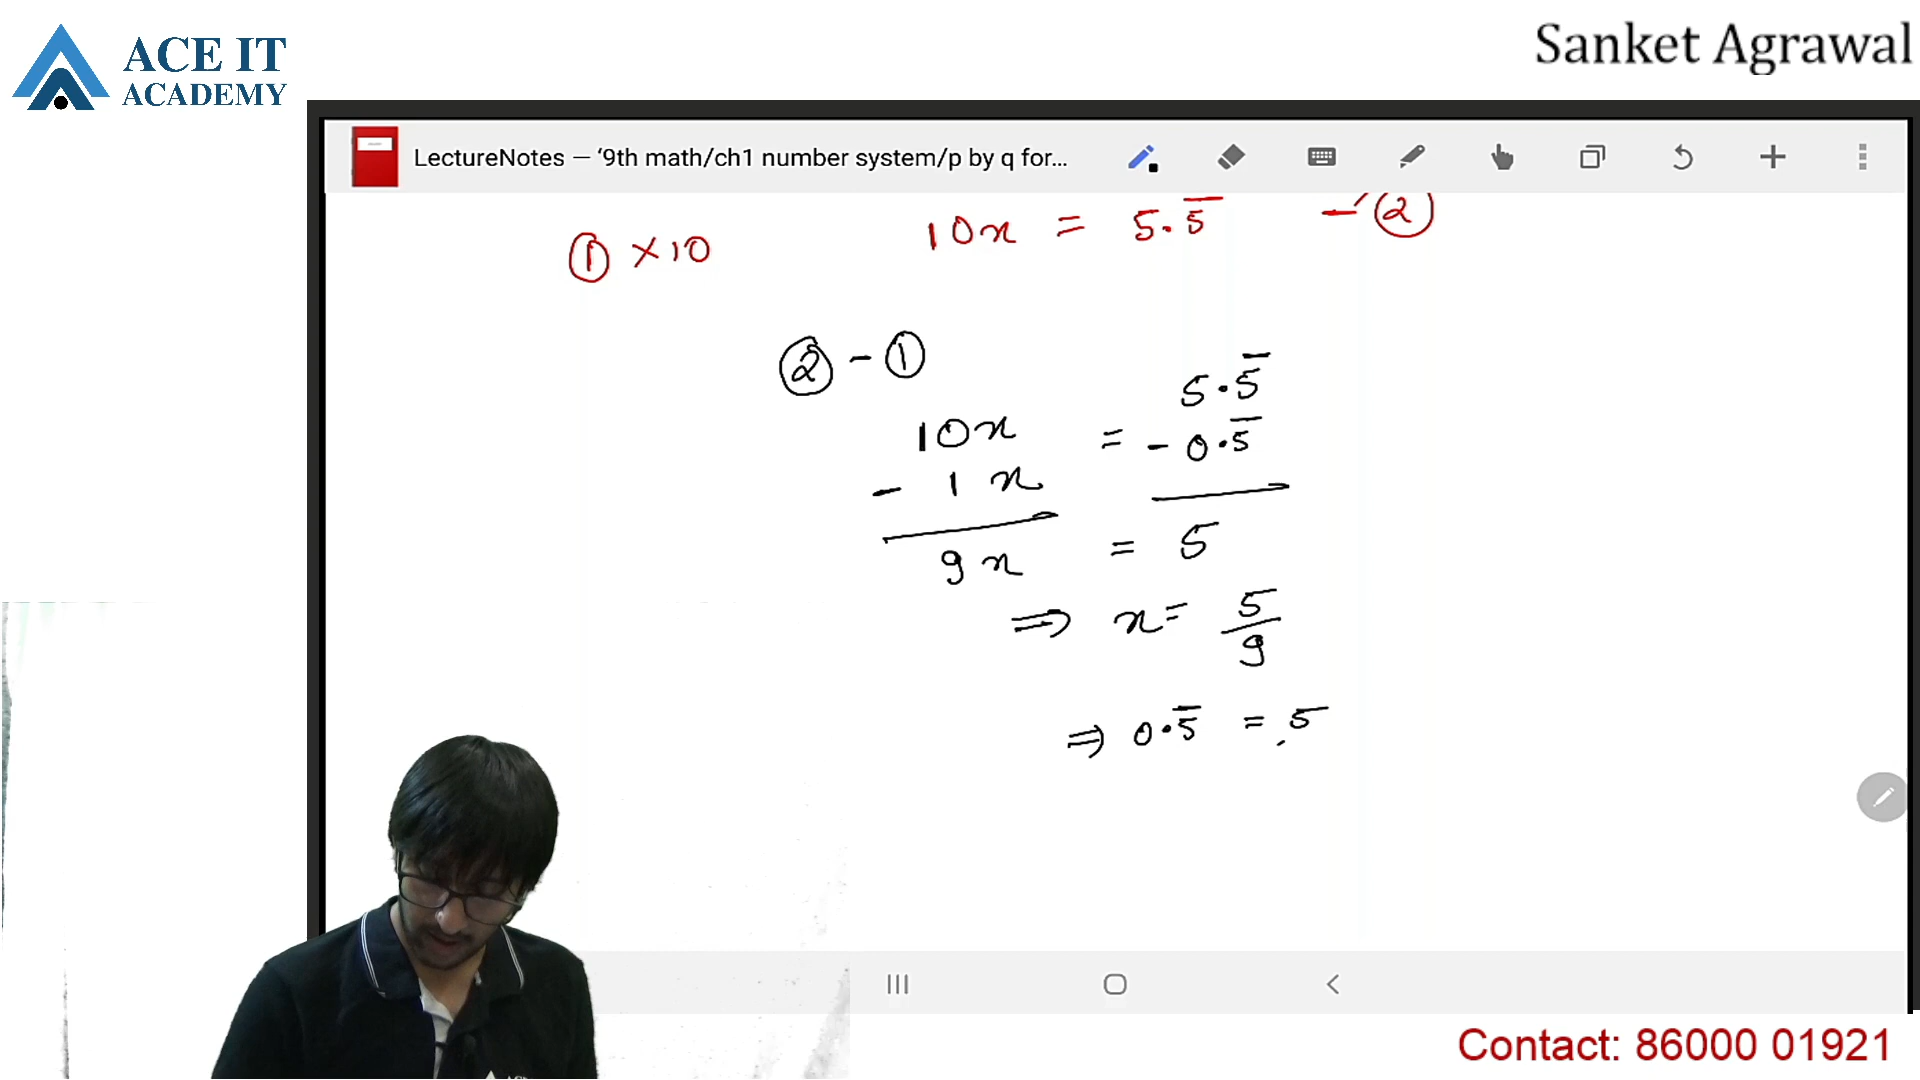 ACE IT
ACADEMY
Sanket Agrawal
LectureNotes — ‘9th math/ch1 number system/p by q for...
① × 10 10x = 5.5̅ — ②
② - ①
10x = 5.5̅
- 1x - 0.5̅
9x = 5
⇒ x = 5/9
⇒ 0.5̅ = 5
Contact: 86000 01921